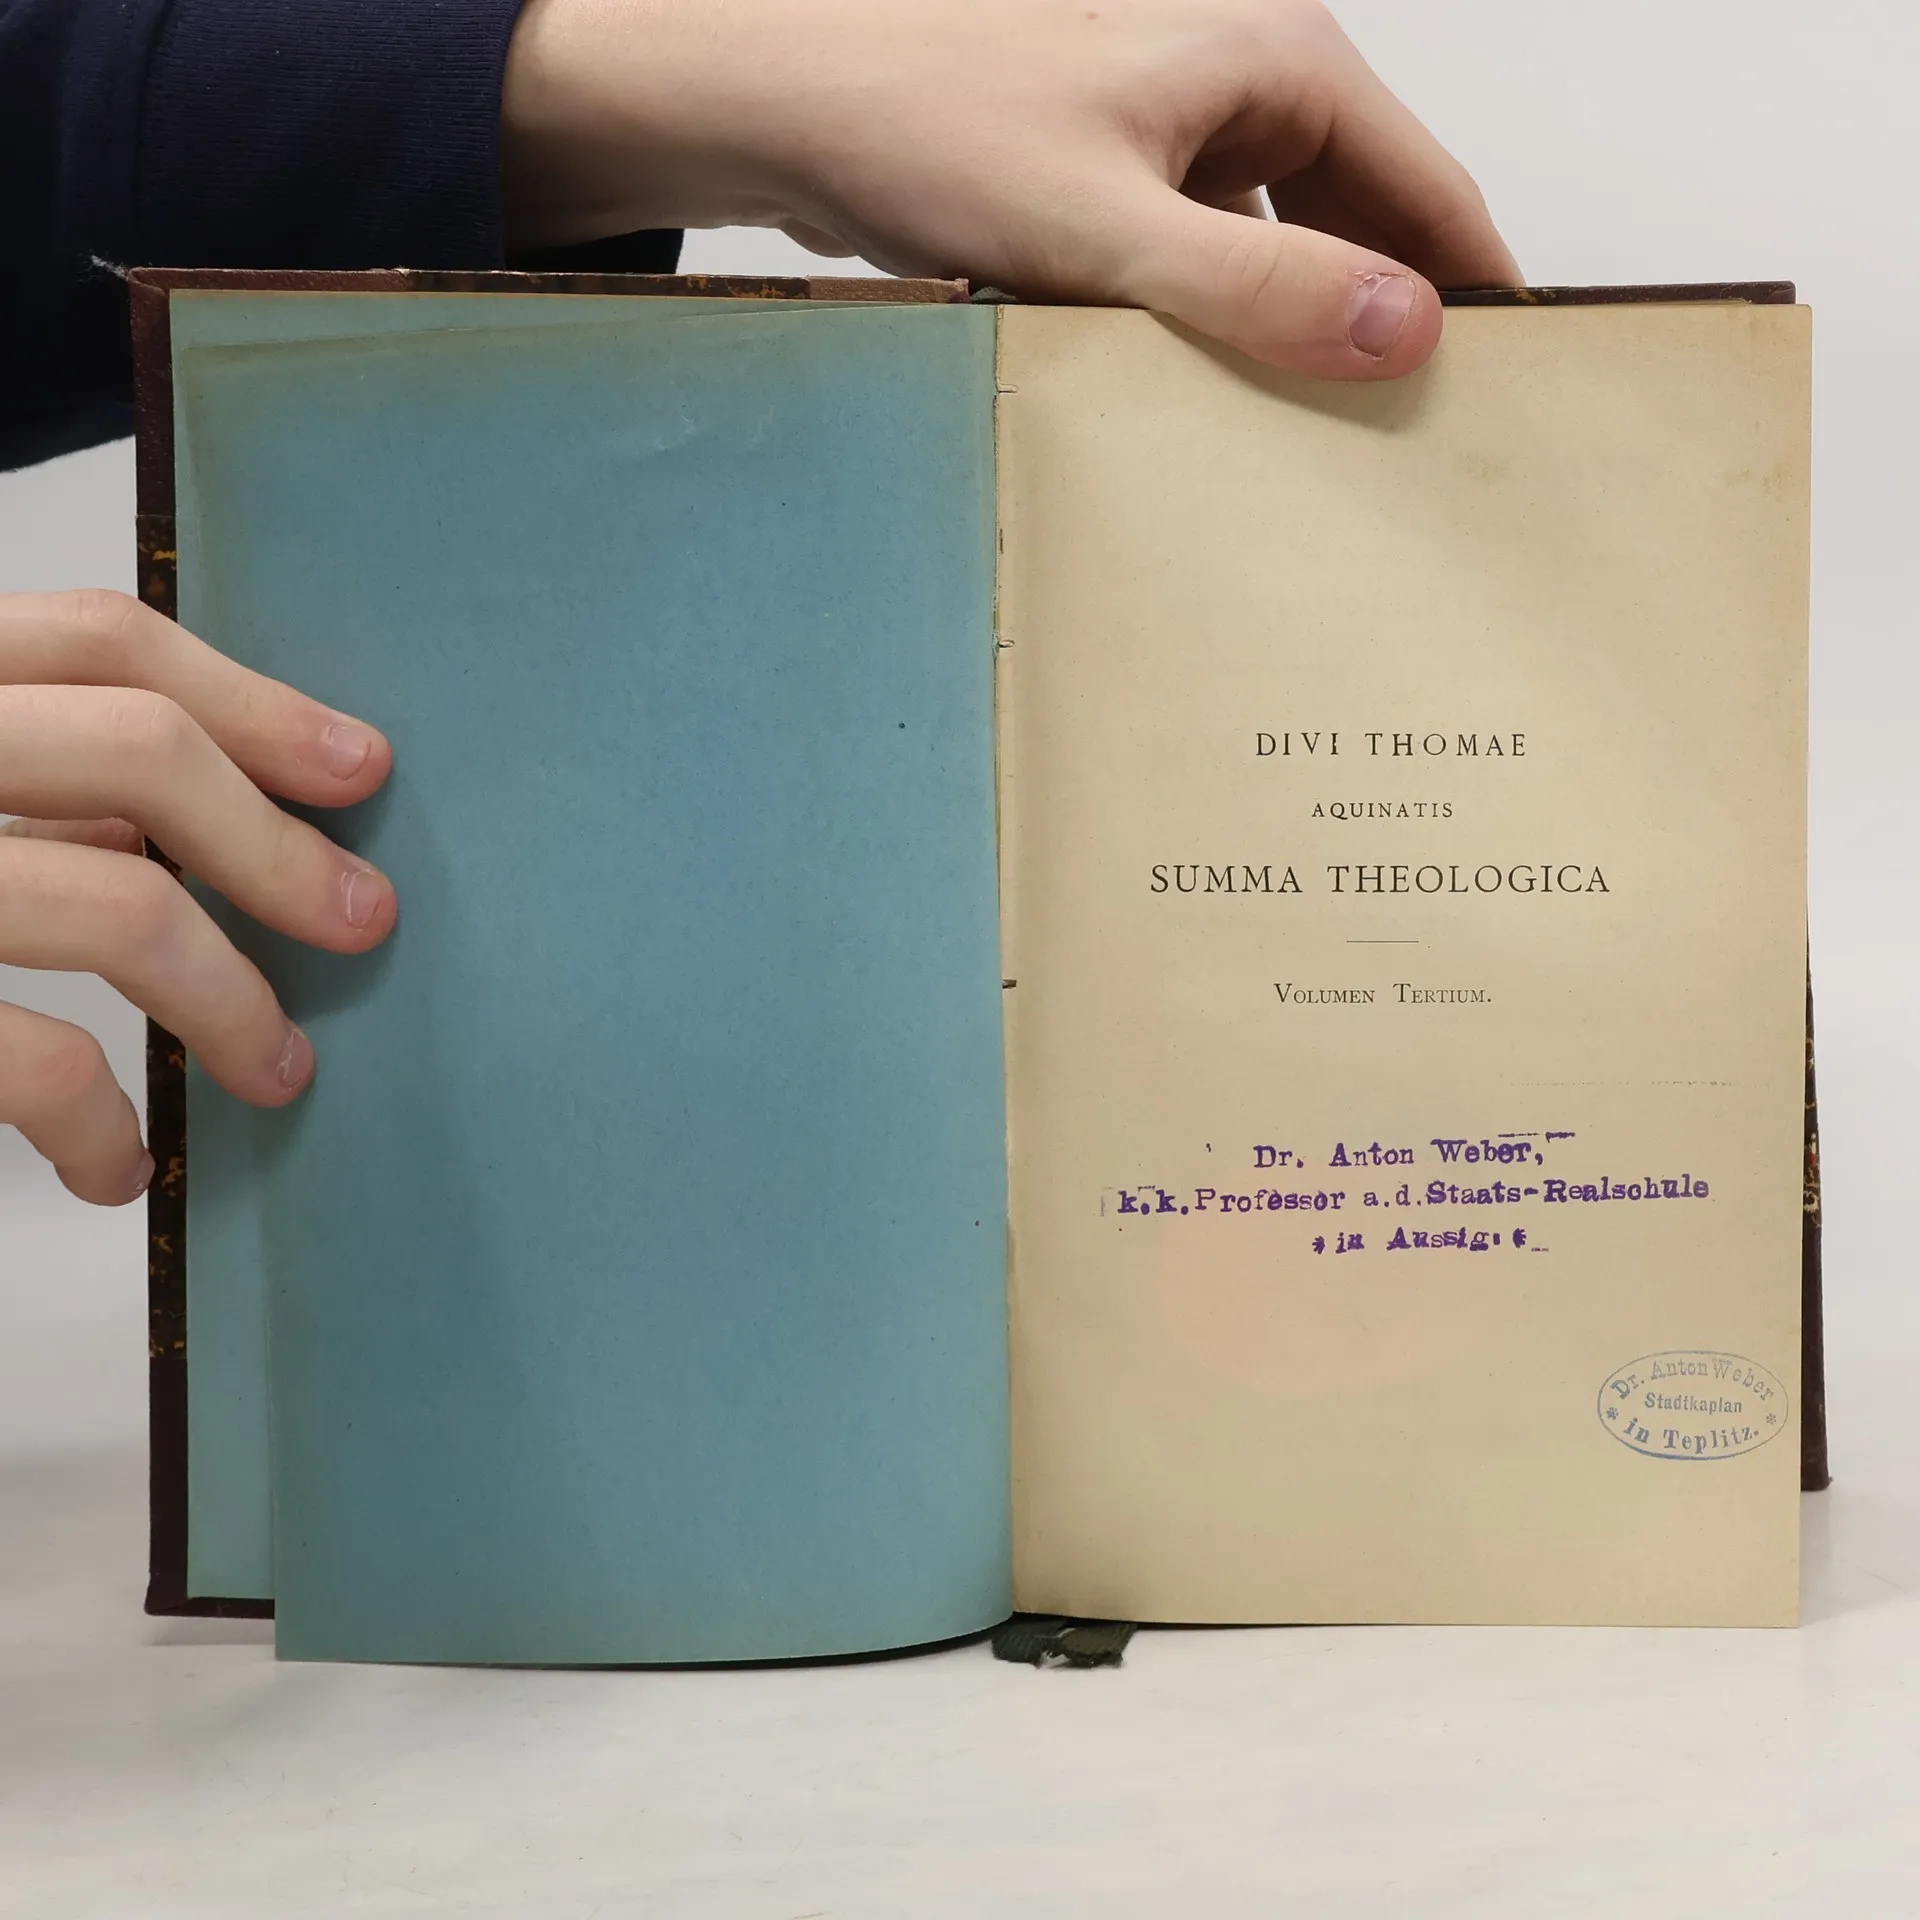 DIVI THOMAE
AQUINATIS
SUMMA THEOLOGICA
VOLUMEN TERTIUM.
Dr. Anton Weber,
k.k. Professor a.d. Staats-Realschule
* in Aussig. *
Dr. Anton Weber
Stadtkaplan
* in Teplitz. *